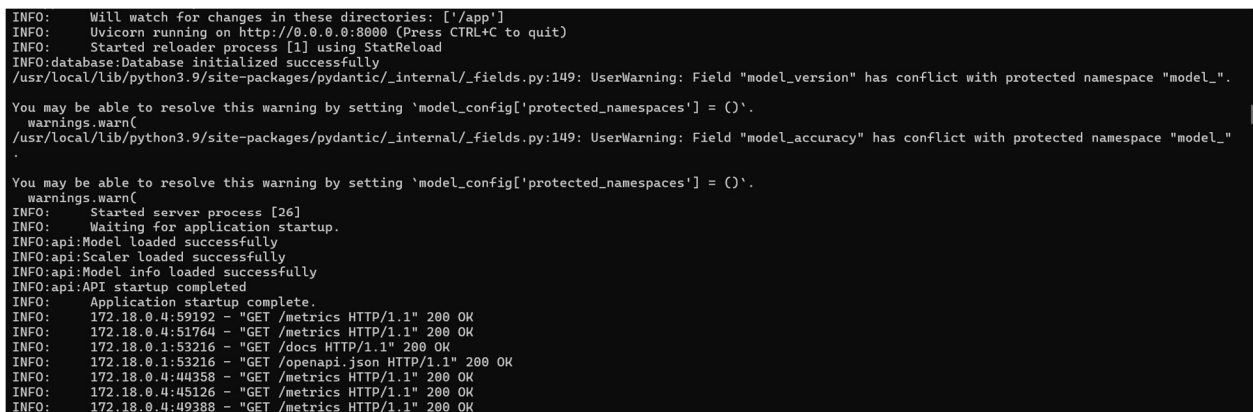 INFO:     Will watch for changes in these directories: ['/app']
INFO:     Uvicorn running on http://0.0.0.0:8000 (Press CTRL+C to quit)
INFO:     Started reloader process [1] using StatReload
INFO:database:Database initialized successfully
/usr/local/lib/python3.9/site-packages/pydantic/_internal/_fields.py:149: UserWarning: Field "model_version" has conflict with protected namespace "model_".

You may be able to resolve this warning by setting `model_config['protected_namespaces'] = ()`.
  warnings.warn(
/usr/local/lib/python3.9/site-packages/pydantic/_internal/_fields.py:149: UserWarning: Field "model_accuracy" has conflict with protected namespace "model_"
.

You may be able to resolve this warning by setting `model_config['protected_namespaces'] = ()`.
  warnings.warn(
INFO:     Started server process [26]
INFO:     Waiting for application startup.
INFO:api:Model loaded successfully
INFO:api:Scaler loaded successfully
INFO:api:Model info loaded successfully
INFO:api:API startup completed
INFO:     Application startup complete.
INFO:     172.18.0.4:59192 - "GET /metrics HTTP/1.1" 200 OK
INFO:     172.18.0.4:51764 - "GET /metrics HTTP/1.1" 200 OK
INFO:     172.18.0.1:53216 - "GET /docs HTTP/1.1" 200 OK
INFO:     172.18.0.1:53216 - "GET /openapi.json HTTP/1.1" 200 OK
INFO:     172.18.0.4:44358 - "GET /metrics HTTP/1.1" 200 OK
INFO:     172.18.0.4:45126 - "GET /metrics HTTP/1.1" 200 OK
INFO:     172.18.0.4:49388 - "GET /metrics HTTP/1.1" 200 OK